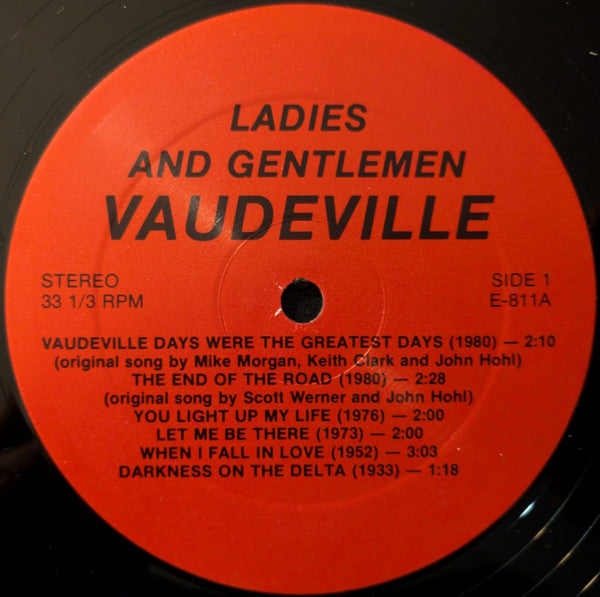 LADIES
AND GENTLEMEN
VAUDEVILLE
STEREO
33 1/3 RPM
SIDE 1
E-811A
VAUDEVILLE DAYS WERE THE GREATEST DAYS (1980) — 2:10
(original song by Mike Morgan, Keith Clark and John Hohl)
THE END OF THE ROAD (1980) — 2:28
(original song by Scott Werner and John Hohl)
YOU LIGHT UP MY LIFE (1976) — 2:00
LET ME BE THERE (1973) — 2:00
WHEN I FALL IN LOVE (1952) — 3:03
DARKNESS ON THE DELTA (1933) — 1:18